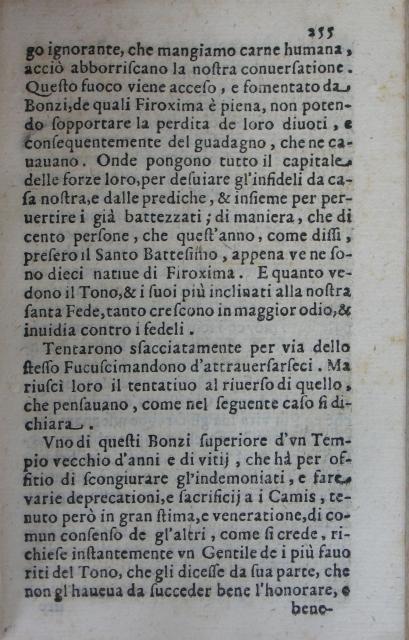 255
go ignorante, che mangiamo carne humana,
acciò abborriſcano la noſtra conuerſatione.
Queſto fuoco viene acceſo, e fomentato da
Bonzi, de quali Firoxima è piena, non poten-
do ſopportare la perdita de loro diuoti, e
conſequentemente del guadagno, che ne ca-
uauano. Onde pongono tutto il capitale
delle forze loro, per deſuiare gl'infideli da ca-
ſa noſtra, e dalle prediche, & inſieme per per-
uertire i già battezzati; di maniera, che di
cento perſone, che queſt'anno, come diſſi,
preſero il Santo Batteſimo, appena ve ne ſo-
no dieci natiue di Firoxima. E quanto ve-
dono il Tono, & i ſuoi più inclinati alla noſtra
ſanta Fede, tanto creſcono in maggior odio, &
inuidia contro i fedeli.
Tentarono sfacciatamente per via dello
ſteſſo Fucuſcimandono d'attrauerſarſeci. Ma
riuſcì loro il tentatiuo al riuerſo di quello,
che penſauano, come nel ſeguente caſo ſi di-
chiara.
Vno di queſti Bonzi ſuperiore d'vn Tem-
pio vecchio d'anni e di vitij, che hà per of-
fitio di ſcongiurare gl'indemoniati, e fare
varie deprecationi, e ſacrificij a i Camis, te-
nuto però in gran ſtima, e veneratione, di co-
mun conſenſo de gl'altri, come ſi crede, ri-
chieſe inſtantemente vn Gentile de i più fauo
riti del Tono, che gli diceſſe da ſua parte, che
non gl'haueua da ſucceder bene l'honorare, e
bene-